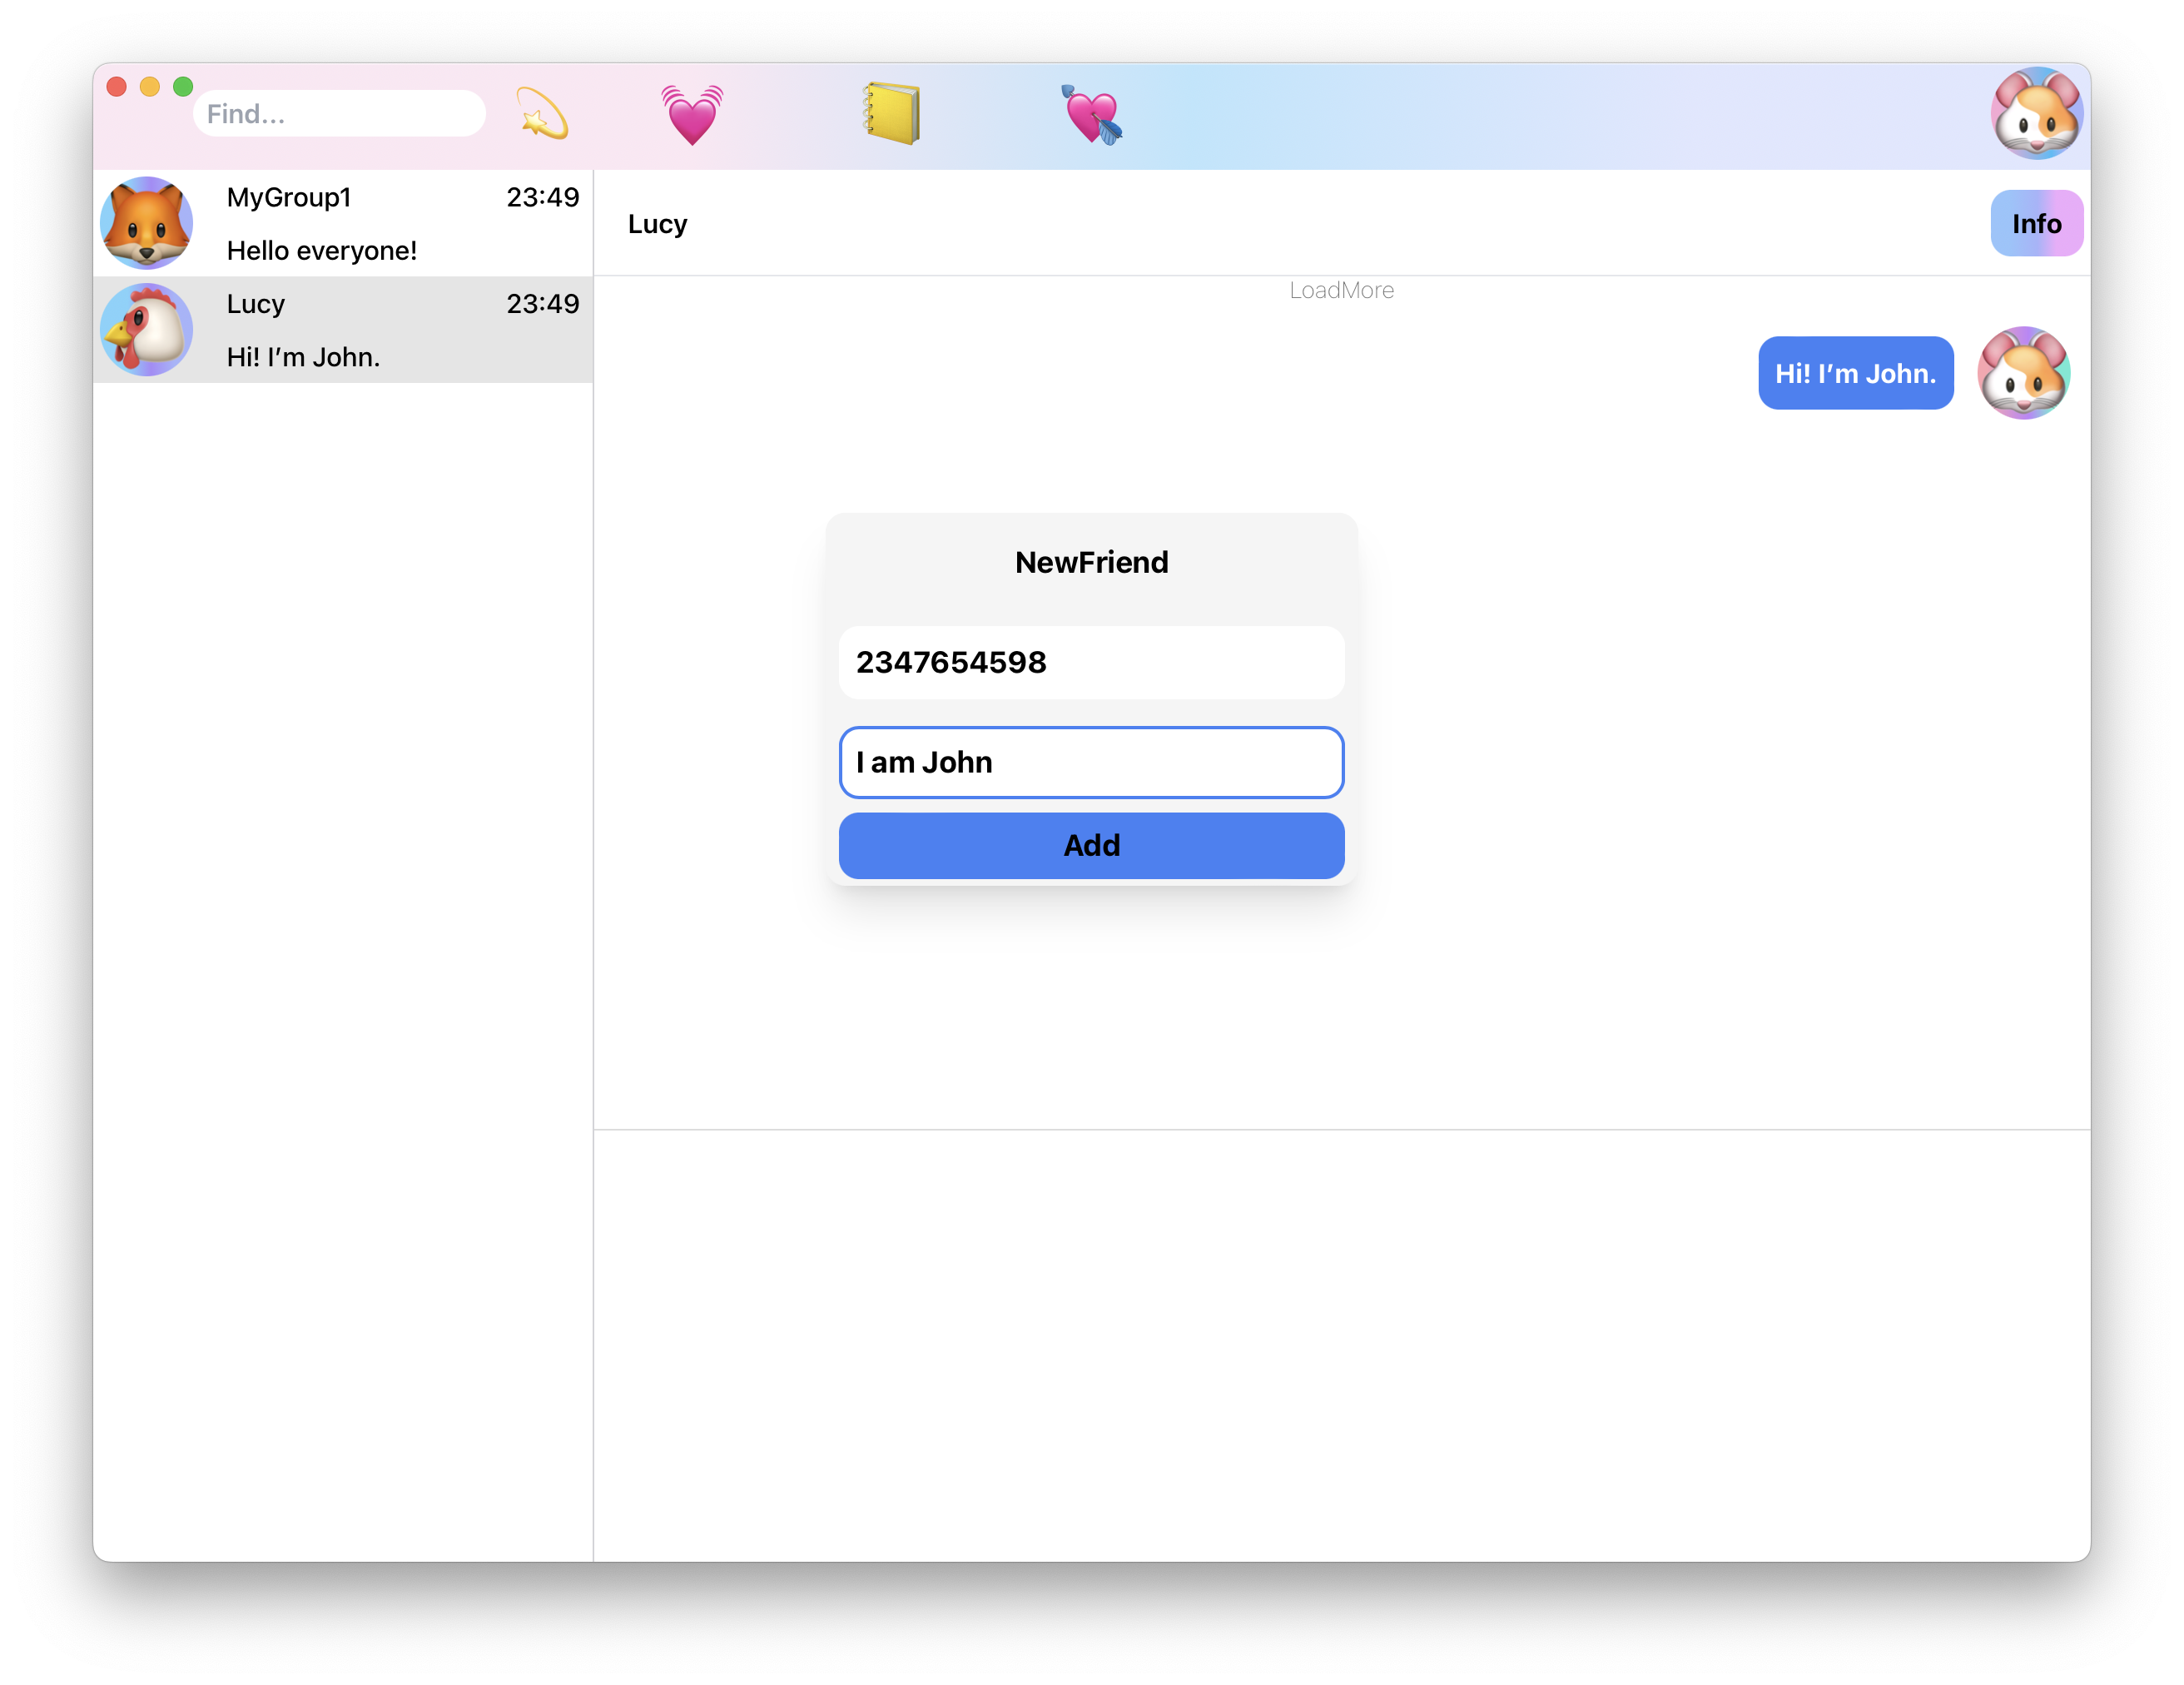 Find...
MyGroup1 23:49
Hello everyone!
Lucy 23:49
Hi! I’m John.
Lucy
Info
LoadMore
Hi! I’m John.
NewFriend
2347654598
I am John
Add